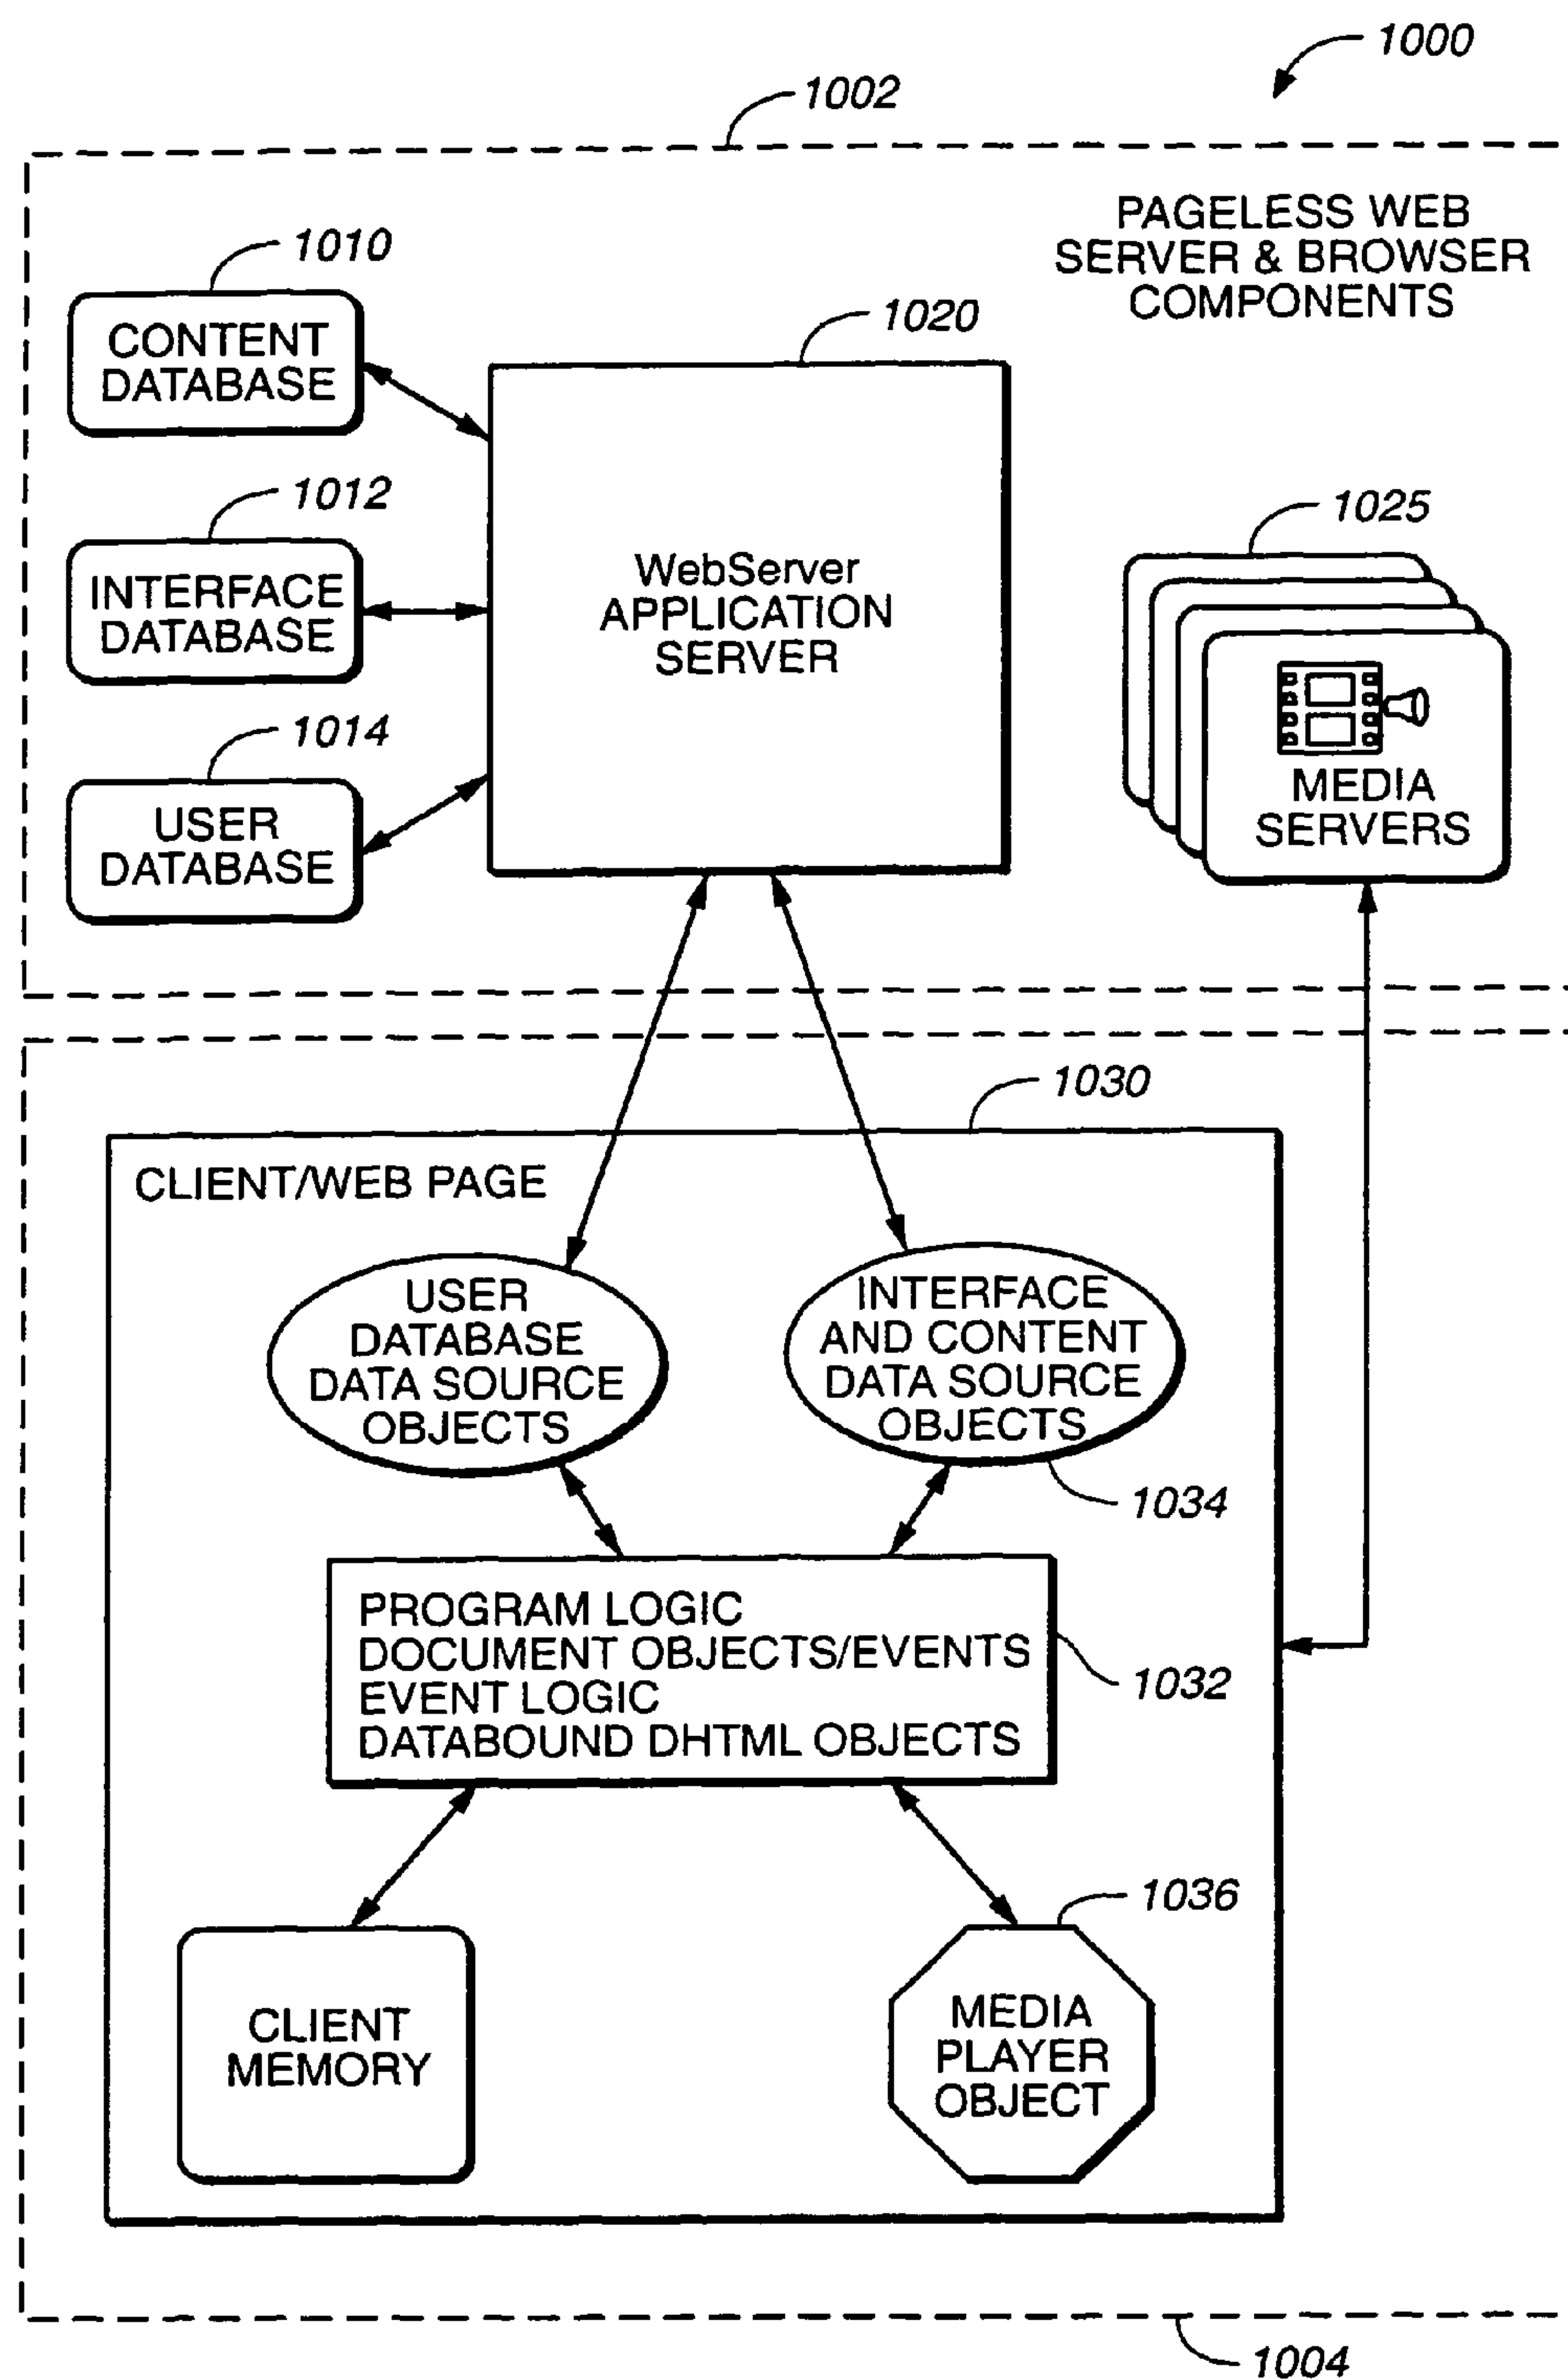 1000
1002
PAGELESS WEB
SERVER & BROWSER
COMPONENTS
1010
CONTENT
DATABASE
1020
1012
INTERFACE
DATABASE
WebServer
APPLICATION
SERVER
1025
1014
USER
DATABASE
MEDIA
SERVERS
1030
CLIENT/WEB PAGE
USER
DATABASE
DATA SOURCE
OBJECTS
INTERFACE
AND CONTENT
DATA SOURCE
OBJECTS
1034
PROGRAM LOGIC
DOCUMENT OBJECTS/EVENTS
EVENT LOGIC
DATABOUND DHTML OBJECTS
1032
1036
CLIENT
MEMORY
MEDIA
PLAYER
OBJECT
1004